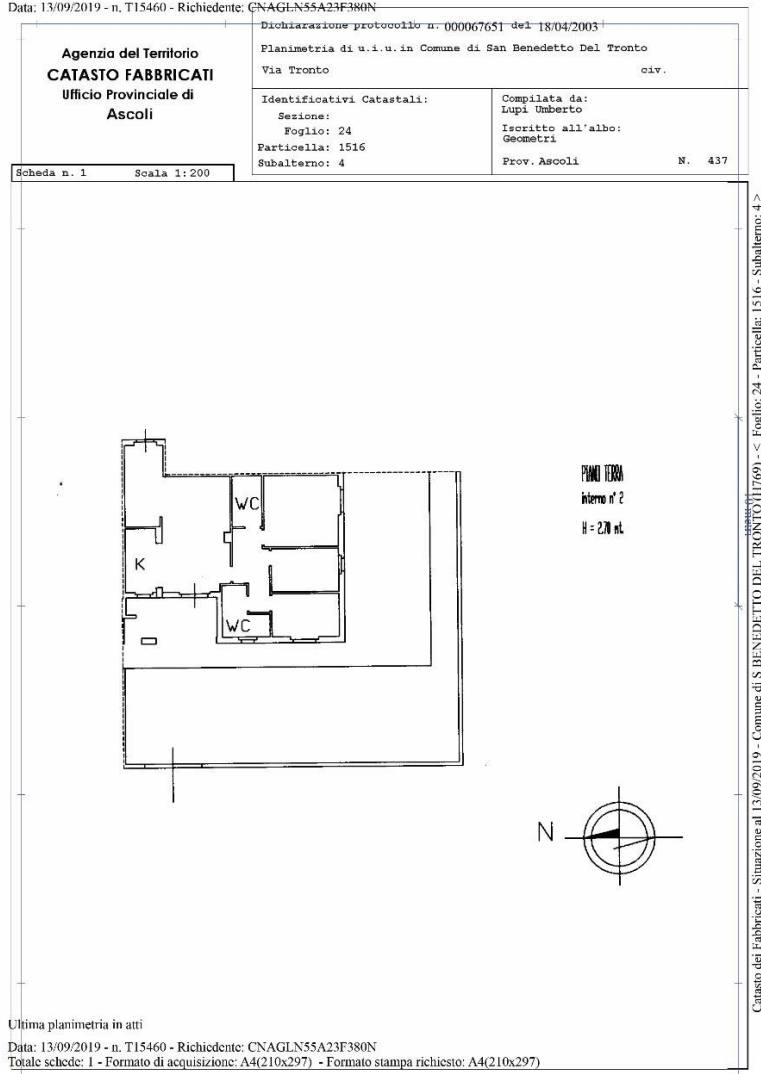 Data: 13/09/2019 - n. T15460 - Richiedente: CNAGLN55A23F380N
Agenzia del Territorio
CATASTO FABBRICATI
Ufficio Provinciale di
Ascoli
Dichiarazione protocollo n. 000067651 del 18/04/2003
Planimetria di u.i.u. in Comune di San Benedetto Del Tronto
Via Tronto civ.
Identificativi Catastali:
Sezione:
Foglio: 24
Particella: 1516
Subalterno: 4
Compilata da:
Lupi Umberto
Iscritto all'albo:
Geometri
Prov. Ascoli N. 437
Scheda n. 1 Scala 1:200
WC
K
WC
PIANO TERRA
interno n° 2
H = 2.70 mt.
N
Catasto dei Fabbricati - Situazione al 13/09/2019 - Comune di S BENEDETTO DEL TRONTO (H769) - < Foglio: 24 - Particella: 1516 - Subalterno: 4 >
10 metri
Ultima planimetria in atti
Data: 13/09/2019 - n. T15460 - Richiedente: CNAGLN55A23F380N
Totale schede: 1 - Formato di acquisizione: A4(210x297) - Formato stampa richiesto: A4(210x297)